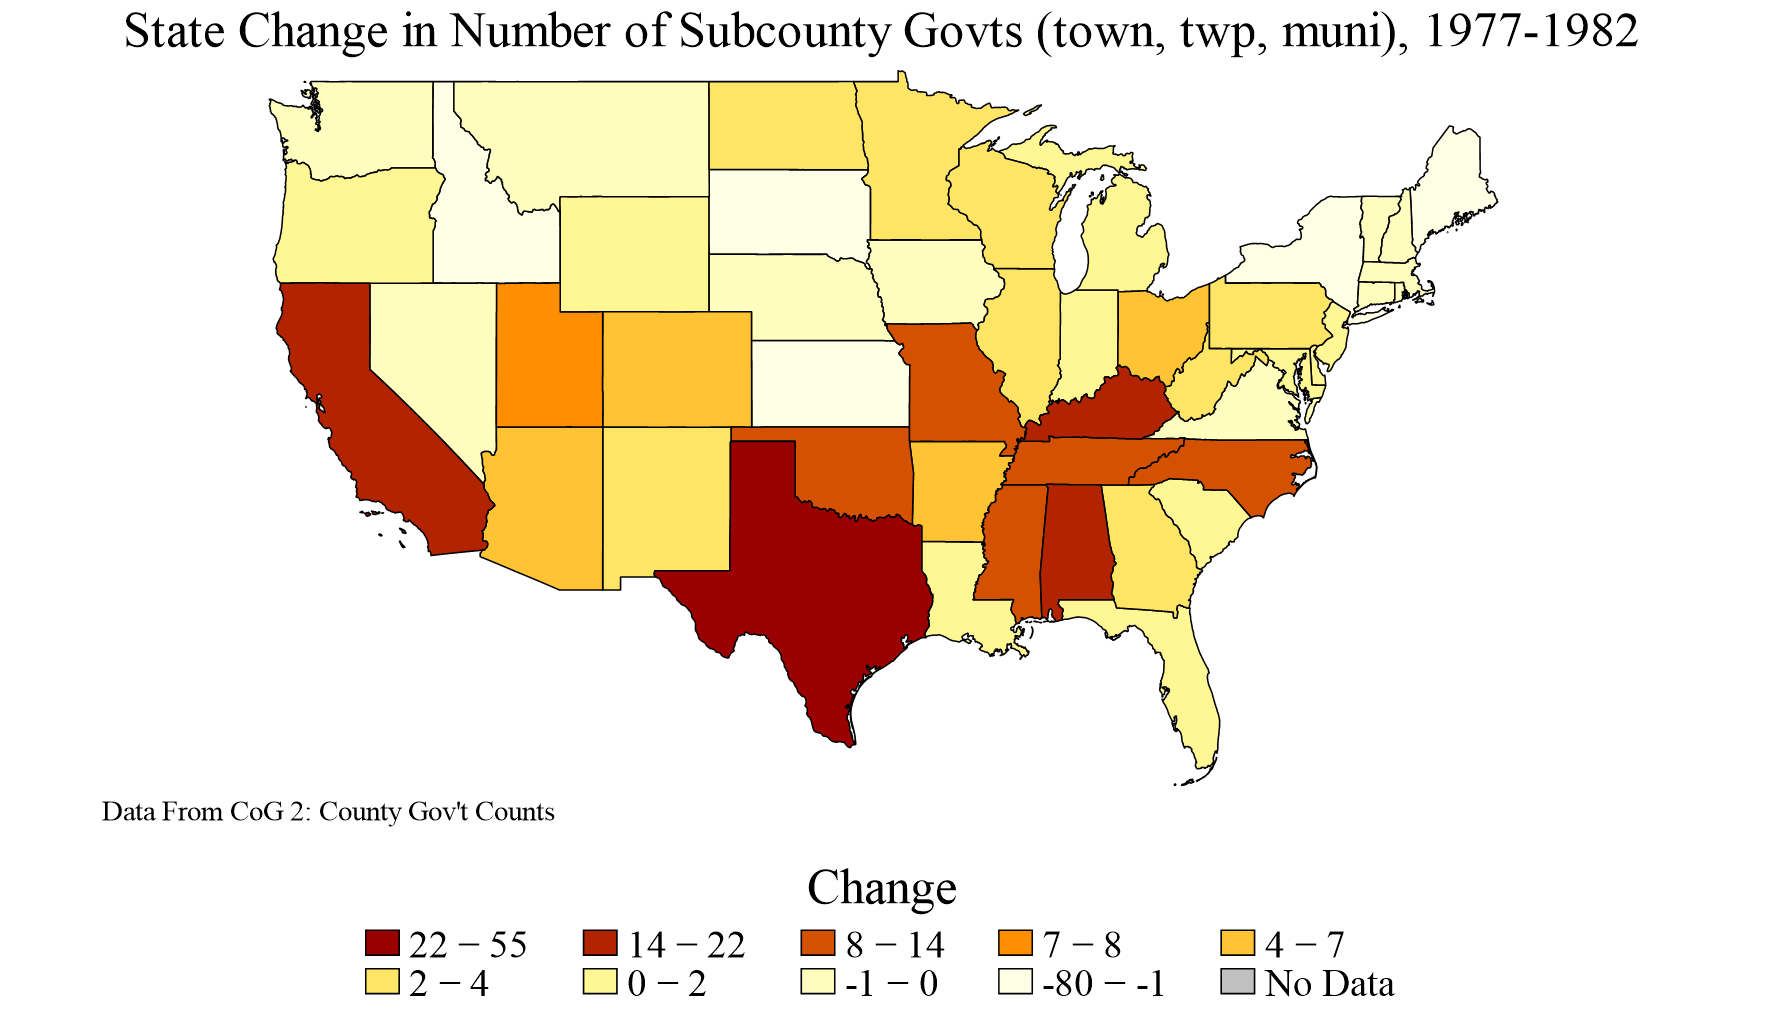 State Change in Number of Subcounty Govts (town, twp, muni), 1977-1982
Data From CoG 2: County Gov't Counts
Change
22 – 55 14 – 22 8 – 14 7 – 8 4 – 7
2 – 4 0 – 2 -1 – 0 -80 – -1 No Data